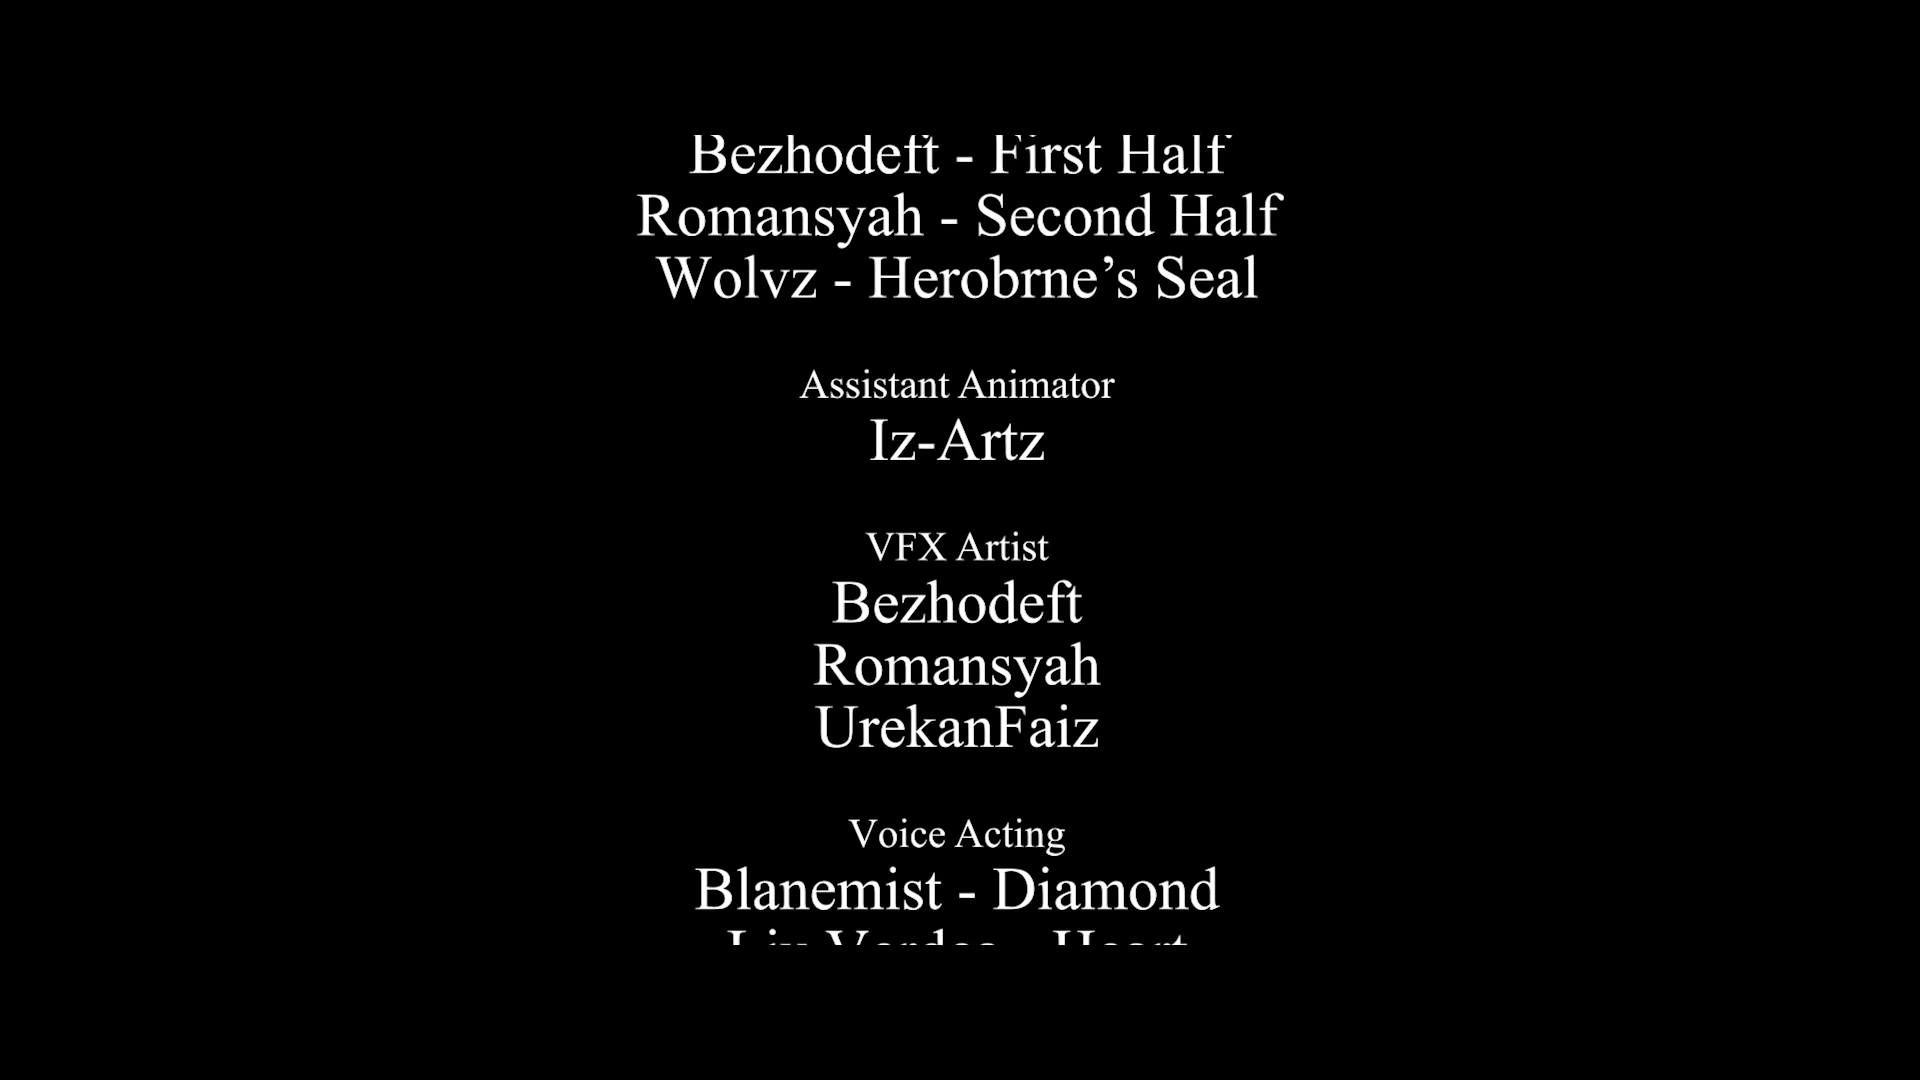 Bezhodeft - First Half
Romansyah - Second Half
Wolvz - Herobrne’s Seal
Assistant Animator
Iz-Artz
VFX Artist
Bezhodeft
Romansyah
UrekanFaiz
Voice Acting
Blanemist - Diamond